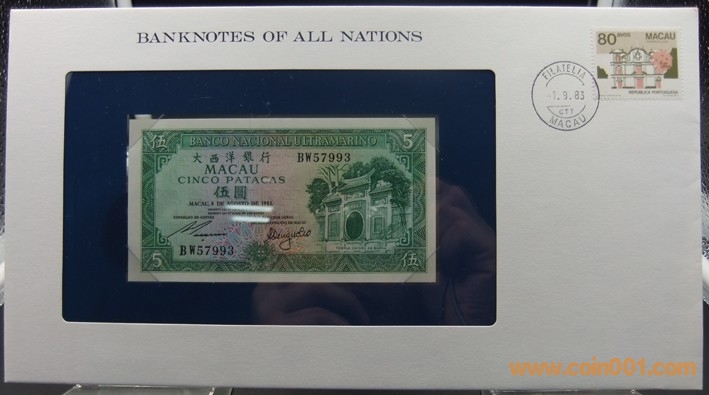 BANKNOTES OF ALL NATIONS
80 AVOS MACAU
REPUBLICA PORTUGUESA
FILATELIA
-1. 9. 83
CTT
MACAU
伍 BANCO NACIONAL ULTRAMARINO 5
大西洋銀行 BW57993
MACAU
CINCO PATACAS
伍圓
MACAU, 8 DE AGOSTO DE 1981
BW57993
5 伍
www.coin001.com